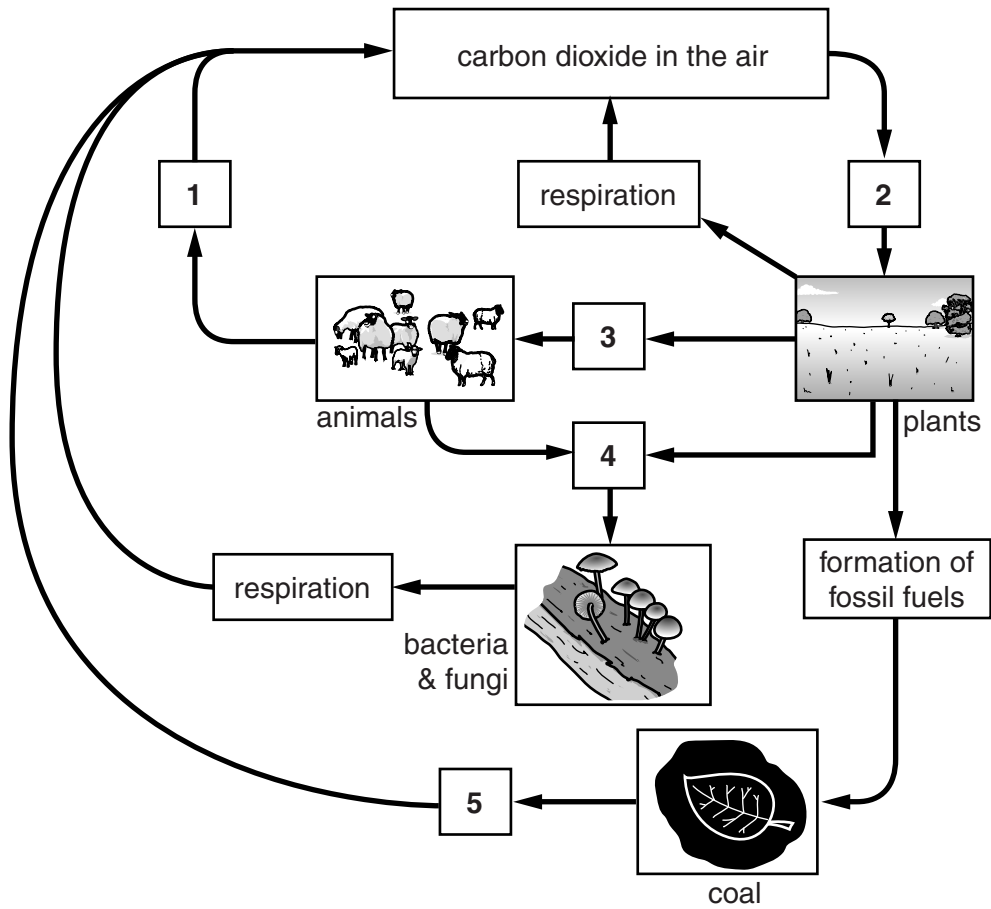 carbon dioxide in the air
1
respiration
2
3
animals
plants
4
formation of
fossil fuels
respiration
bacteria
& fungi
5
coal